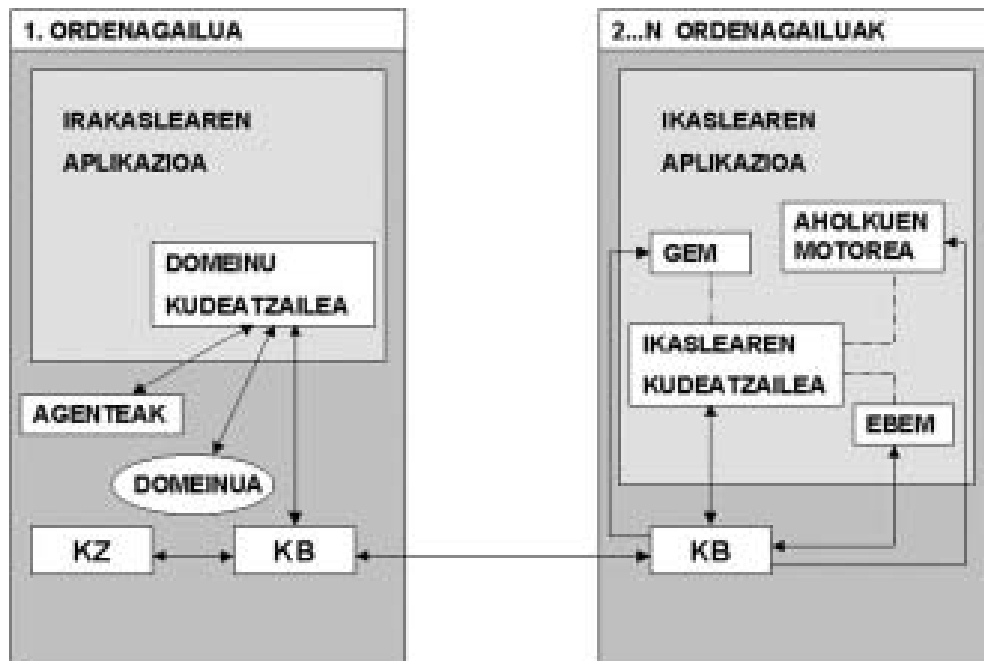 1. ORDENAGAILUA
IRAKASLEAREN
APLIKAZIOA
DOMEINU
KUDEATZAILEA
AGENTEAK
DOMEINUA
KZ
KB
2...N ORDENAGAILUAK
IKASLEAREN
APLIKAZIOA
GEM
AHOLKUEN
MOTOREA
IKASLEAREN
KUDEATZAILEA
EBEM
KB